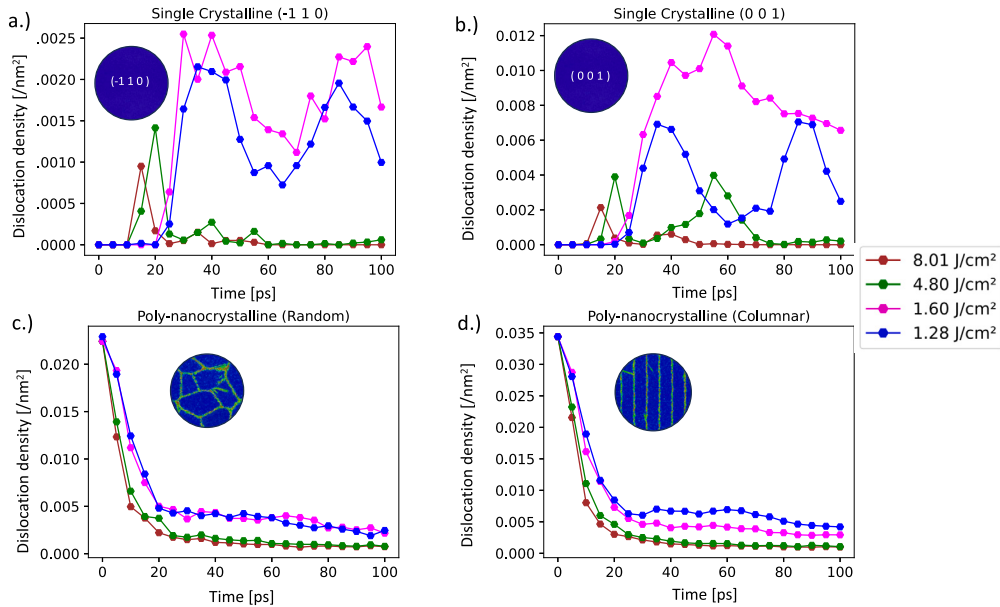 a.)
Single Crystalline (-1 1 0)
Dislocation density [/nm²]
.0025
.0020
.0015
.0010
.0005
.0000
(-1 1 0)
0 20 40 60 80 100
Time [ps]
b.)
Single Crystalline (0 0 1)
Dislocation density [/nm²]
0.012
0.010
0.008
0.006
0.004
0.002
0.000
(0 0 1)
0 20 40 60 80 100
Time [ps]
8.01 J/cm²
4.80 J/cm²
1.60 J/cm²
1.28 J/cm²
c.)
Poly-nanocrystalline (Random)
Dislocation density [/nm²]
0.020
0.015
0.010
0.005
0.000
0 20 40 60 80 100
Time [ps]
d.)
Poly-nanocrystalline (Columnar)
Dislocation density [/nm²]
0.035
0.030
0.025
0.020
0.015
0.010
0.005
0.000
0 20 40 60 80 100
Time [ps]